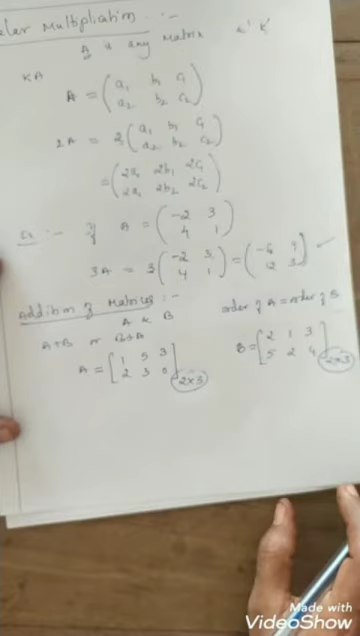 Multiplication :-
A is any Matrix 'K'
KA
A = ( a₁ b₁ c₁
a₂ b₂ c₂ )
2A = 2 ( a₁ b₁ c₁
a₂ b₂ c₂ )
= ( 2a₁ 2b₁ 2c₁
2a₂ 2b₂ 2c₂ )
Ex :- If A = ( -2 3
4 1 )
3A = 3 ( -2 3
4 1 ) = ( -6 9
12 3 )
Addition of Matrices :-
A & B order of A = order of B
A+B or B+A
A = [ 1 5 3
2 3 0 ] 2×3
B = [ 2 1 3
5 2 4 ] 2×3
Made with
VideoShow